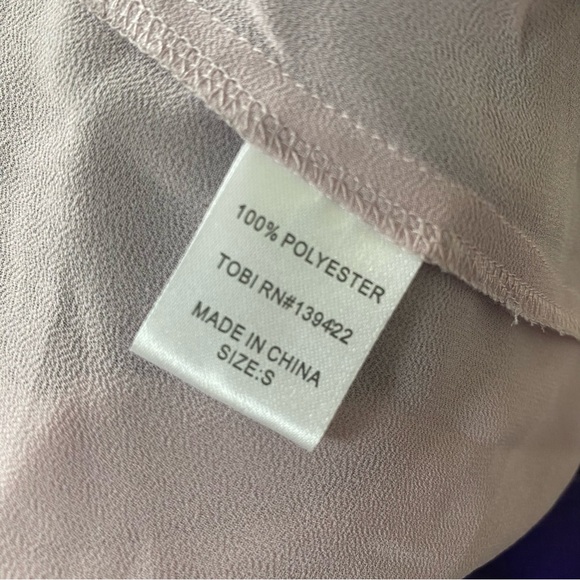 100% POLYESTER
TOBI RN#139422
MADE IN CHINA
SIZE:S